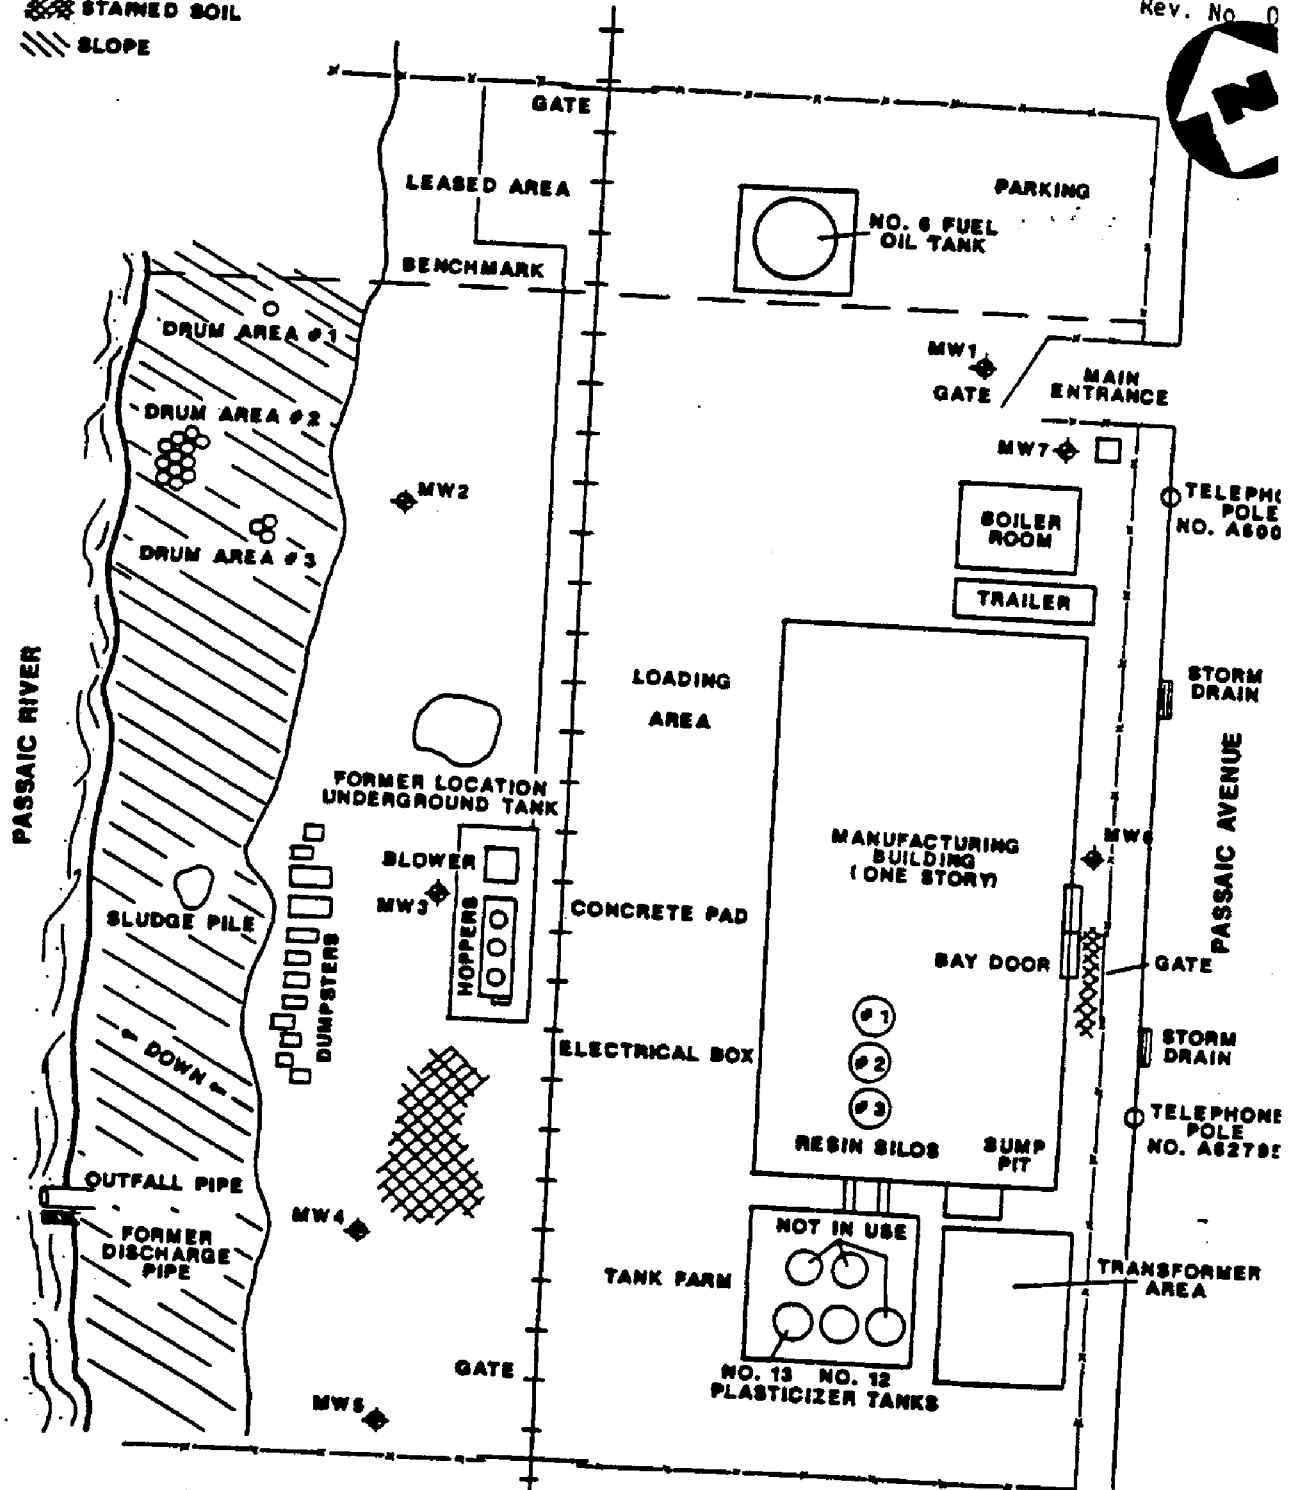 STAINED SOIL
Rev. No 0
SLOPE
N
GATE
LEASED AREA
PARKING
NO. 6 FUEL
OIL TANK
BENCHMARK
DRUM AREA #1
MW1
GATE
MAIN
ENTRANCE
DRUM AREA #2
MW7
MW2
TELEPHO
POLE
NO. A600
BOILER
ROOM
DRUM AREA #3
TRAILER
PASSAIC RIVER
LOADING
AREA
STORM
DRAIN
PASSAIC AVENUE
FORMER LOCATION
UNDERGROUND TANK
MANUFACTURING
BUILDING
(ONE STORY)
BLOWER
MW3
HOPPERS
CONCRETE PAD
SLUDGE PILE
DUMPSTERS
BAY DOOR
GATE
#1
#2
#3
DOWN
ELECTRICAL BOX
STORM
DRAIN
TELEPHONE
POLE
RESIN SILOS
SUMP
PIT
OUTFALL PIPE
MW4
FORMER
DISCHARGE
PIPE
NOT IN USE
TANK FARM
TRANSFORMER
AREA
GATE
NO. 13 NO. 12
PLASTICIZER TANKS
MW5